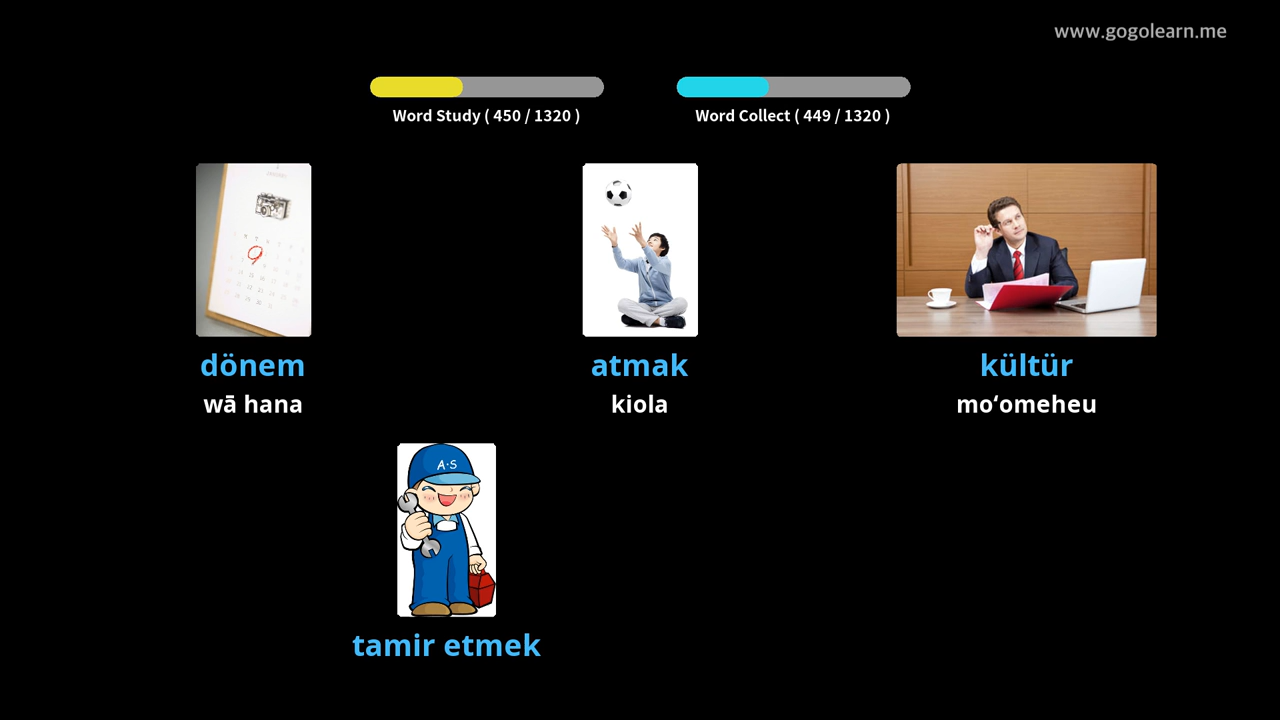 www.gogolearn.me
Word Study ( 450 / 1320 )
Word Collect ( 449 / 1320 )
dönem
wā hana
atmak
kiola
kültür
moʻomeheu
A·S
tamir etmek